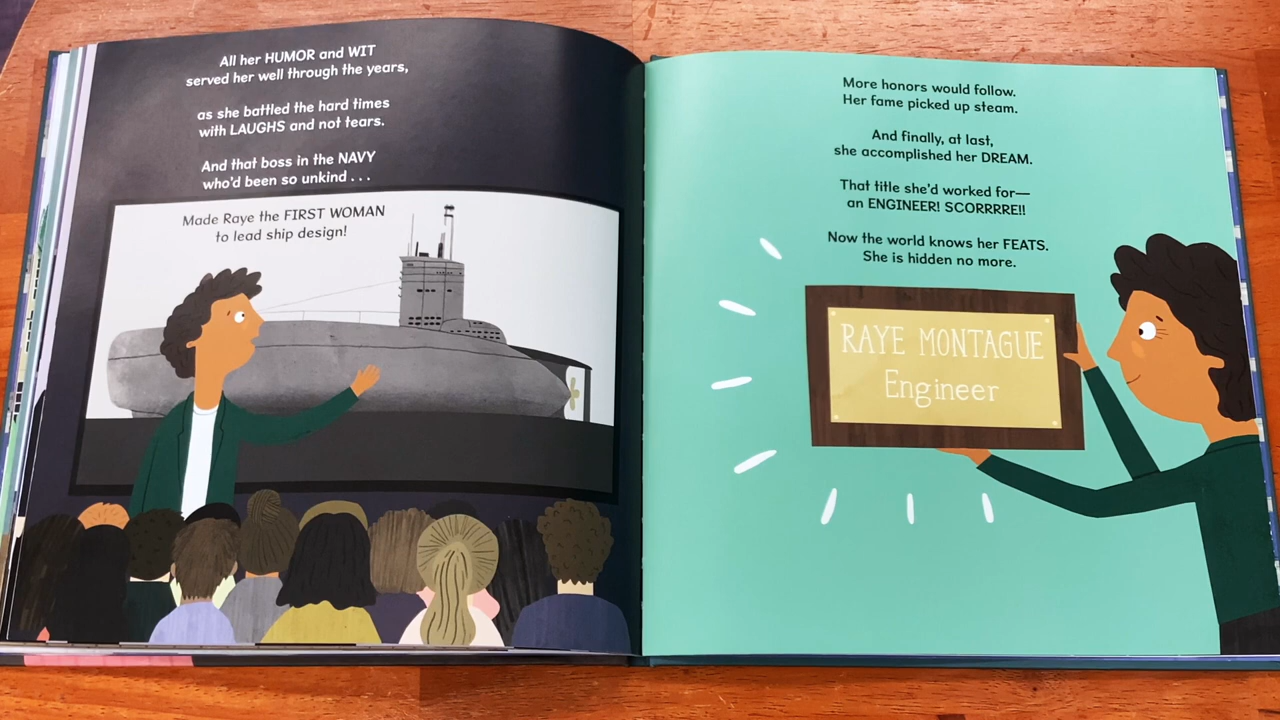 All her HUMOR and WIT
served her well through the years,
as she battled the hard times
with LAUGHS and not tears.
And that boss in the NAVY
who'd been so unkind . . .
Made Raye the FIRST WOMAN
to lead ship design!
More honors would follow.
Her fame picked up steam.
And finally, at last,
she accomplished her DREAM.
That title she'd worked for—
an ENGINEER! SCORRRRE!!
Now the world knows her FEATS.
She is hidden no more.
RAYE MONTAGUE
Engineer